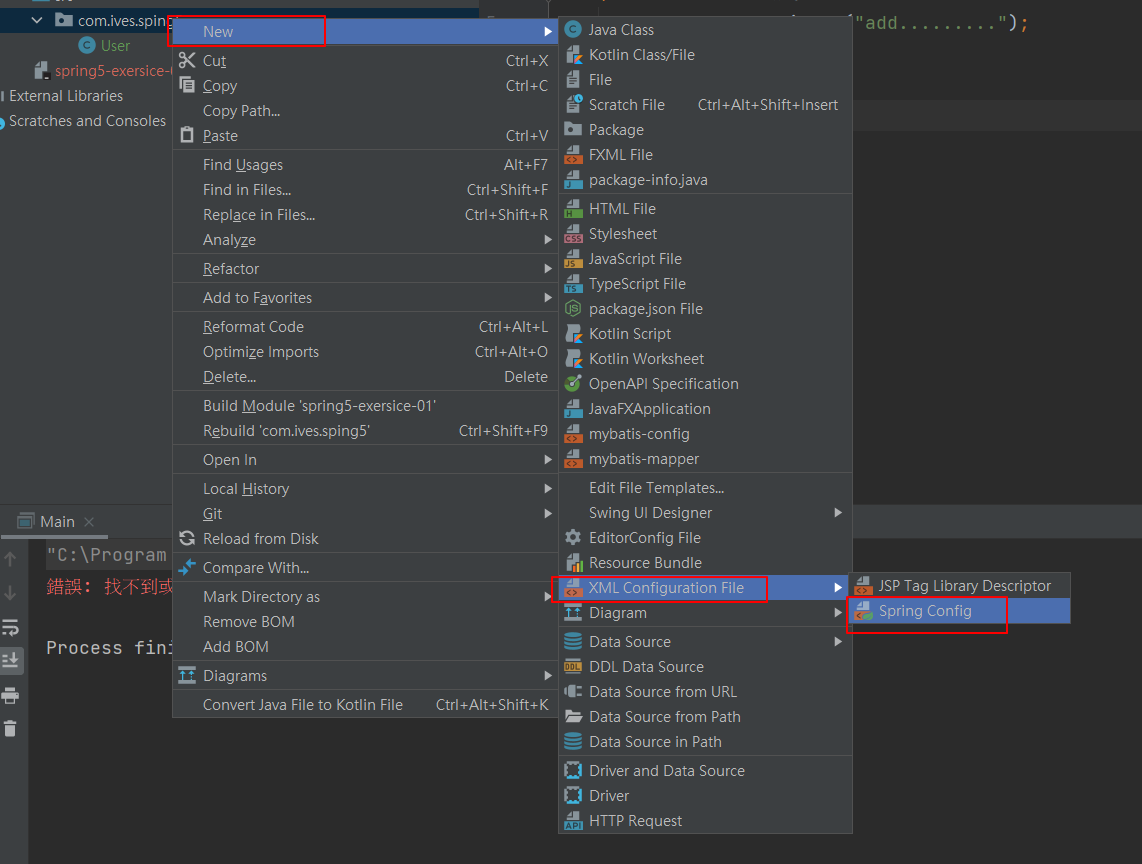 com.ives.spin
User
spring5-exersice-
External Libraries
Scratches and Consoles
("add.........");
New
Cut Ctrl+X
Copy Ctrl+C
Copy Path...
Paste Ctrl+V
Find Usages Alt+F7
Find in Files... Ctrl+Shift+F
Replace in Files... Ctrl+Shift+R
Analyze
Refactor
Add to Favorites
Reformat Code Ctrl+Alt+L
Optimize Imports Ctrl+Alt+O
Delete... Delete
Build Module 'spring5-exersice-01'
Rebuild 'com.ives.sping5' Ctrl+Shift+F9
Open In
Local History
Git
Reload from Disk
Compare With...
Mark Directory as
Remove BOM
Add BOM
Diagrams
Convert Java File to Kotlin File Ctrl+Alt+Shift+K
Java Class
Kotlin Class/File
File
Scratch File Ctrl+Alt+Shift+Insert
Package
FXML File
package-info.java
HTML File
Stylesheet
JavaScript File
TypeScript File
package.json File
Kotlin Script
Kotlin Worksheet
OpenAPI Specification
JavaFXApplication
mybatis-config
mybatis-mapper
Edit File Templates...
Swing UI Designer
EditorConfig File
Resource Bundle
XML Configuration File
Diagram
Data Source
DDL Data Source
Data Source from URL
Data Source from Path
Data Source in Path
Driver and Data Source
Driver
HTTP Request
JSP Tag Library Descriptor
Spring Config
Main
"C:\Program
錯誤: 找不到或
Process fini